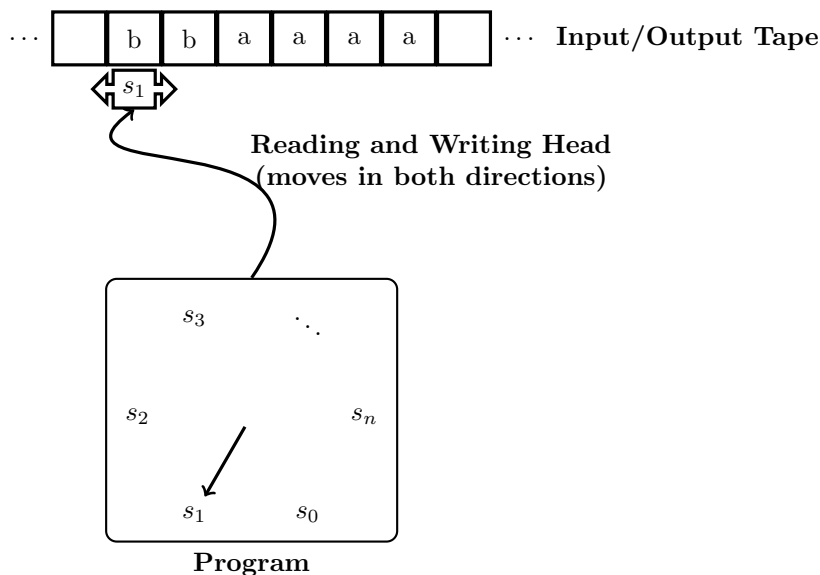 ⋯ b b a a a a ⋯ Input/Output Tape
s₁
Reading and Writing Head
(moves in both directions)
s₃ ⋱
s₂ sₙ
s₁ s₀
Program